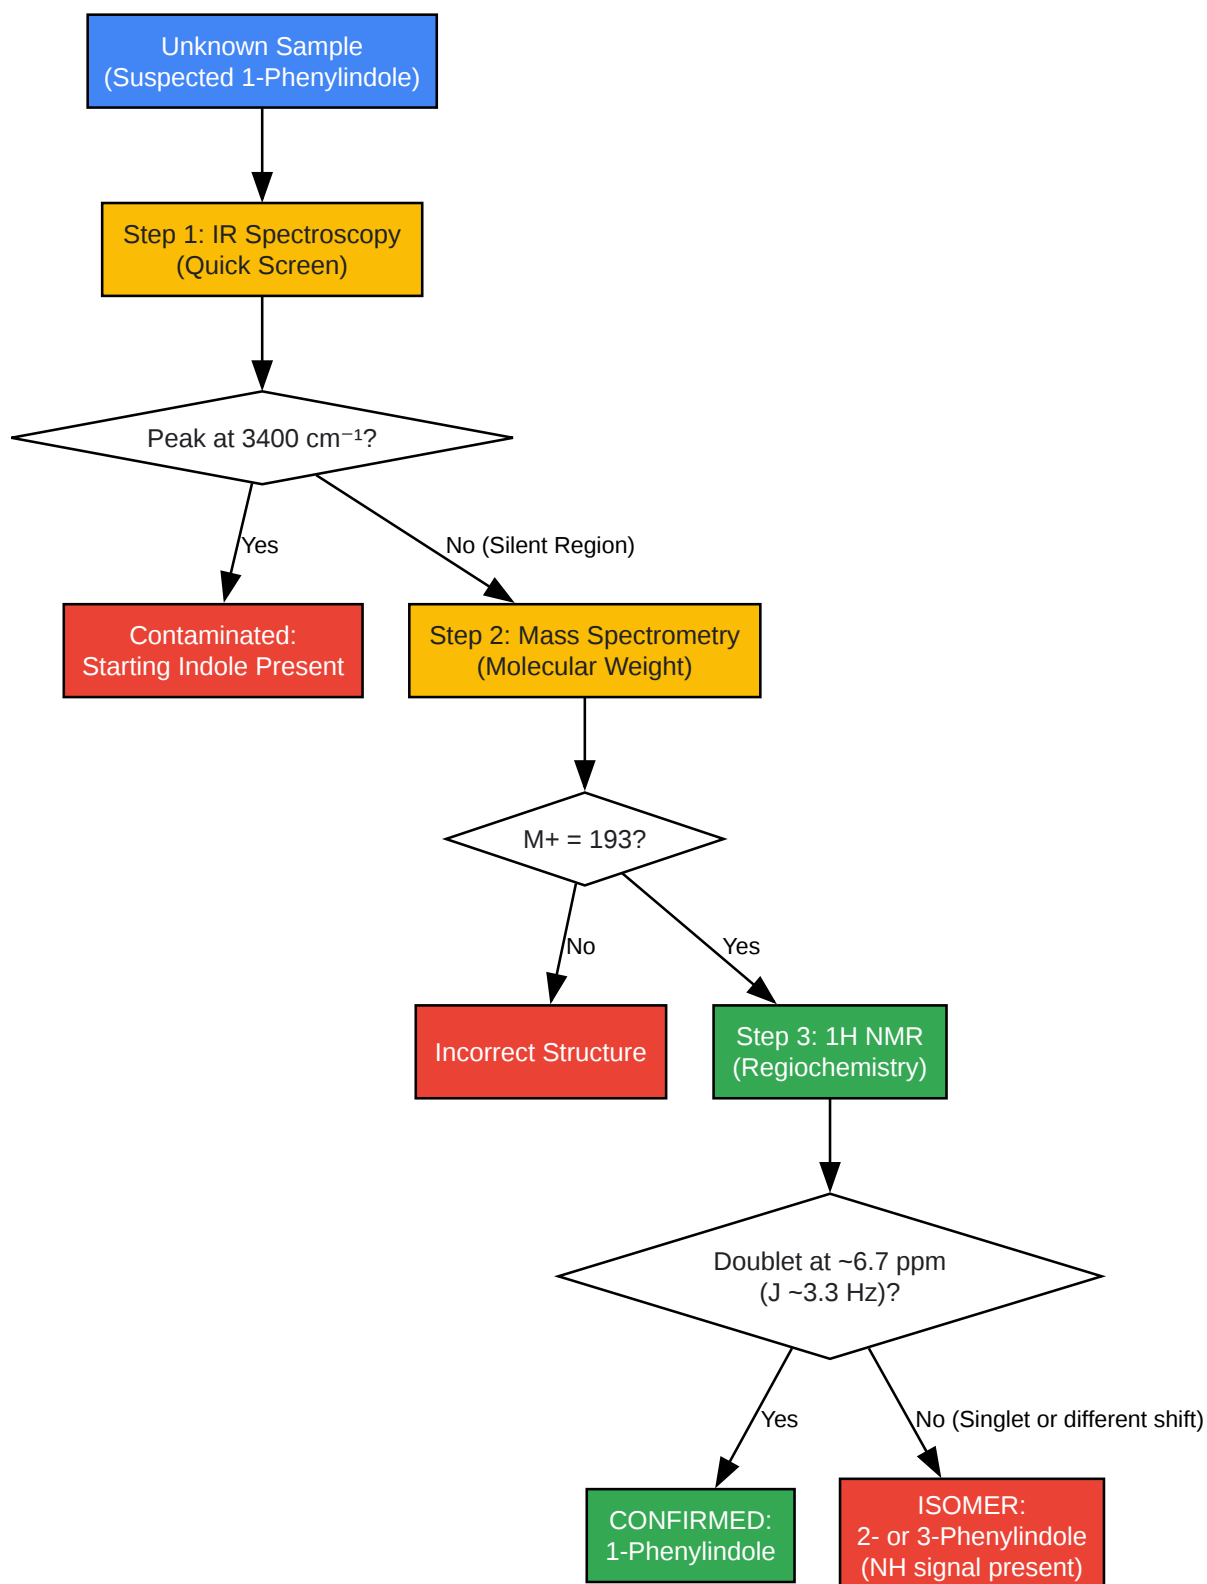 Unknown Sample
(Suspected 1-Phenylindole)
Step 1: IR Spectroscopy
(Quick Screen)
Peak at 3400 cm⁻¹?
Yes
No (Silent Region)
Contaminated:
Starting Indole Present
Step 2: Mass Spectrometry
(Molecular Weight)
M+ = 193?
No
Yes
Incorrect Structure
Step 3: 1H NMR
(Regiochemistry)
Doublet at ~6.7 ppm
(J ~3.3 Hz)?
Yes
No (Singlet or different shift)
CONFIRMED:
1-Phenylindole
ISOMER:
2- or 3-Phenylindole
(NH signal present)